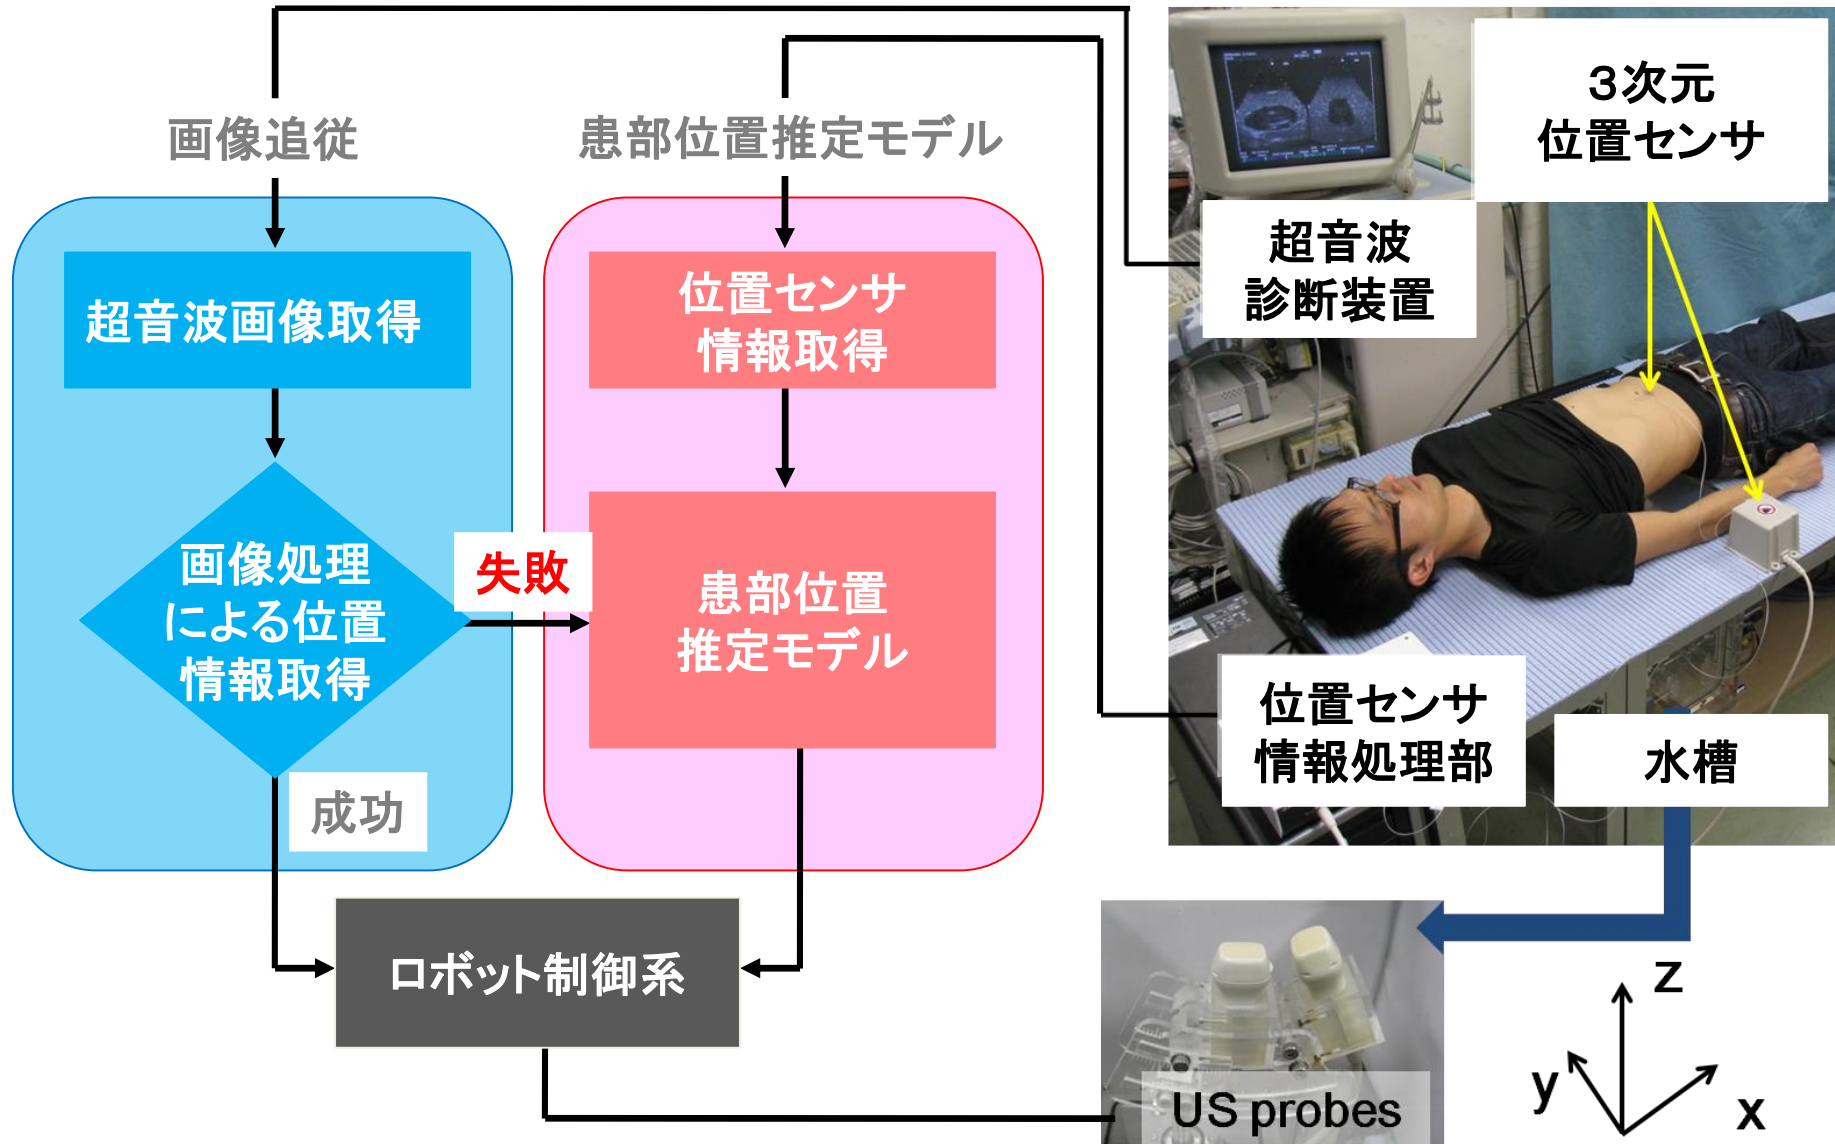 画像追従
患部位置推定モデル
超音波画像取得
位置センサ
情報取得
画像処理
による位置
情報取得
失敗
患部位置
推定モデル
成功
ロボット制御系
3次元
位置センサ
超音波
診断装置
位置センサ
情報処理部
水槽
US probes
z
y
x